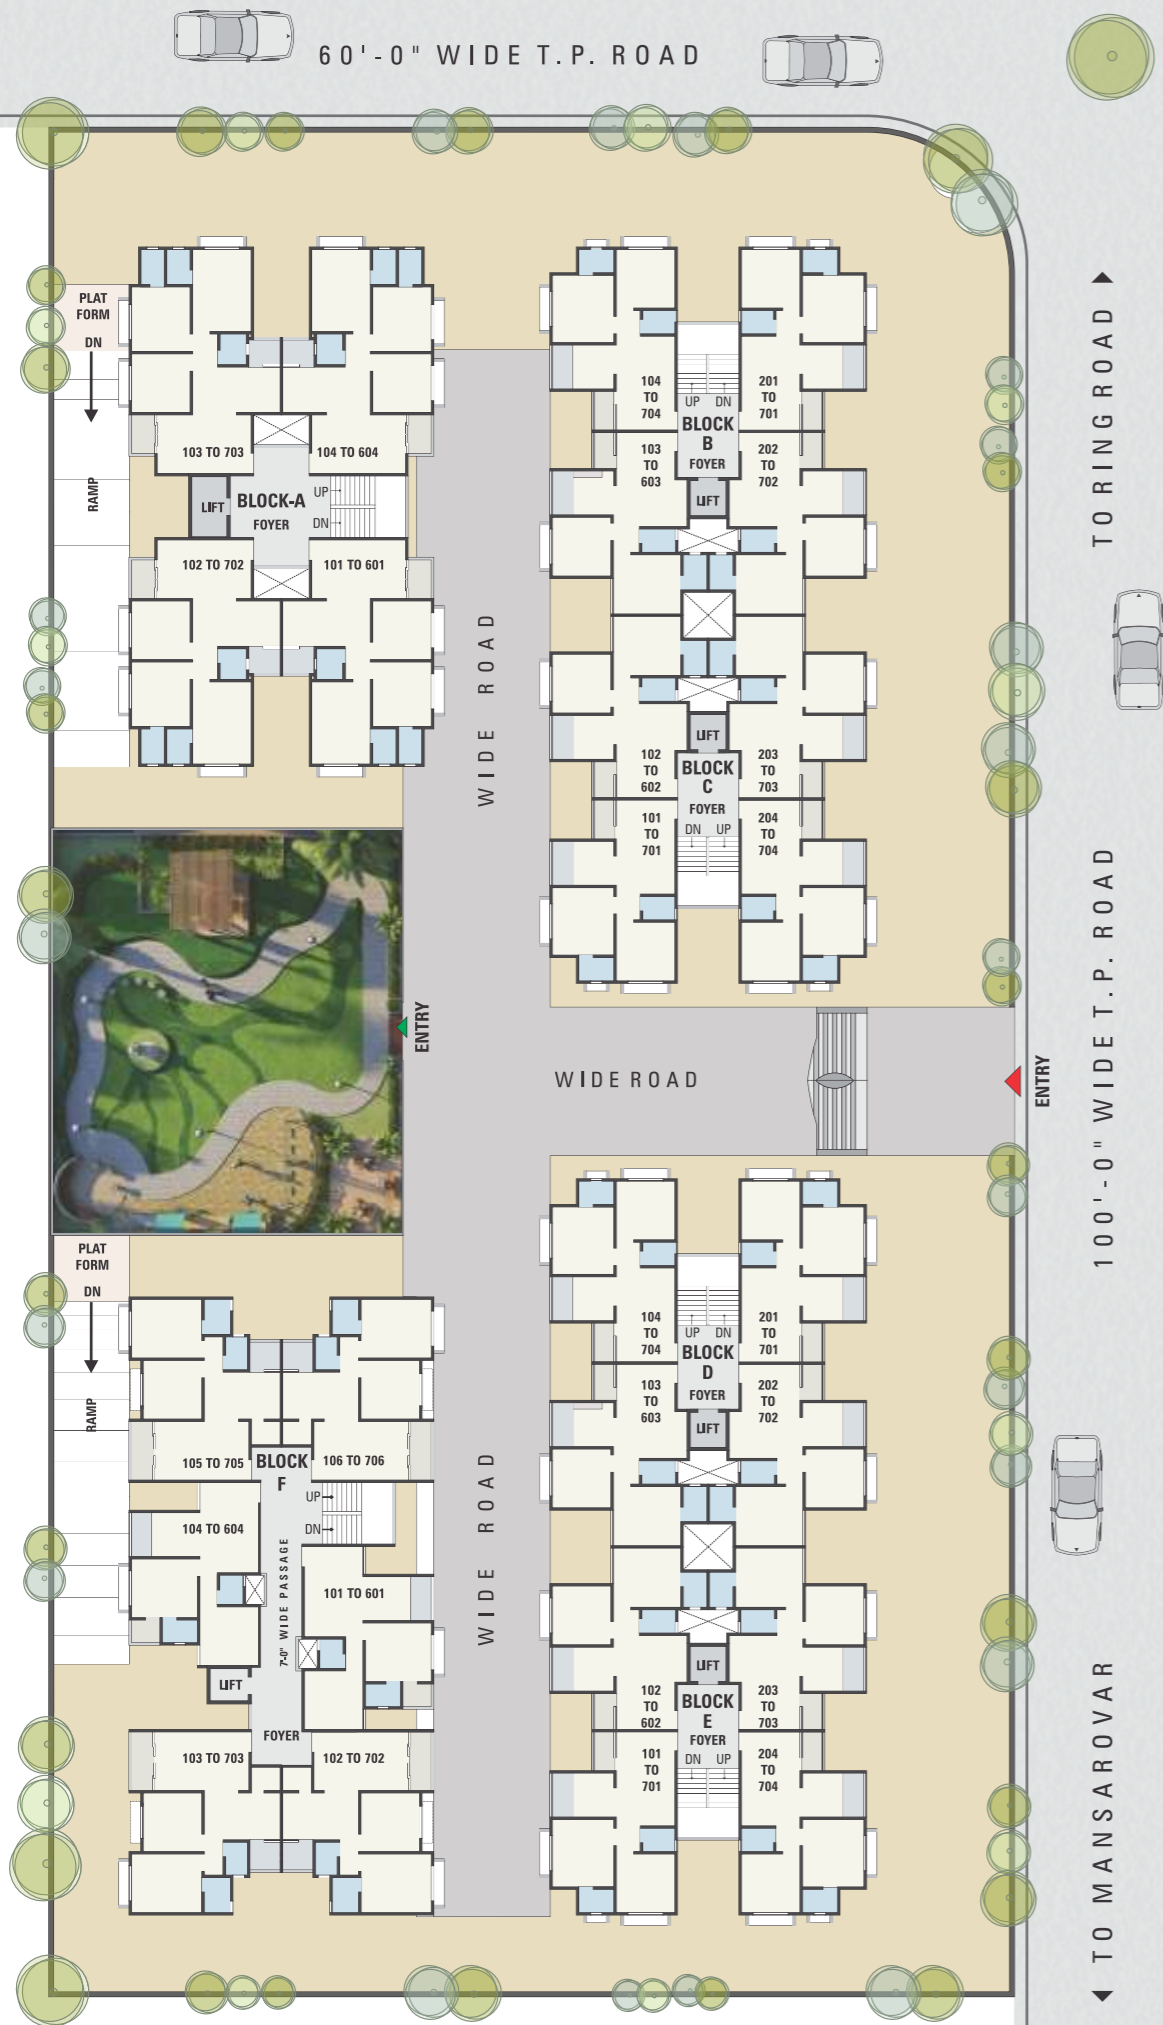 60'-0" WIDE T.P. ROAD
PLAT
FORM
DN
RAMP
103 TO 703
104 TO 604
LIFT
BLOCK-A
FOYER
UP
DN
102 TO 702
101 TO 601
WIDE ROAD
104
TO
704
UP DN
201
TO
701
BLOCK
B
FOYER
103
TO
603
202
TO
702
LIFT
LIFT
102
TO
602
BLOCK
C
FOYER
203
TO
703
101
TO
701
DN UP
204
TO
704
TO RING ROAD
100'-0" WIDE T.P. ROAD
TO MANSAROVAR
ENTRY
WIDE ROAD
ENTRY
PLAT
FORM
DN
RAMP
105 TO 705
BLOCK
F
106 TO 706
UP
DN
104 TO 604
7'-0" WIDE PASSAGE
101 TO 601
LIFT
FOYER
103 TO 703
102 TO 702
WIDE ROAD
104
TO
704
UP DN
201
TO
701
BLOCK
D
FOYER
103
TO
603
202
TO
702
LIFT
LIFT
102
TO
602
BLOCK
E
FOYER
203
TO
703
101
TO
701
DN UP
204
TO
704